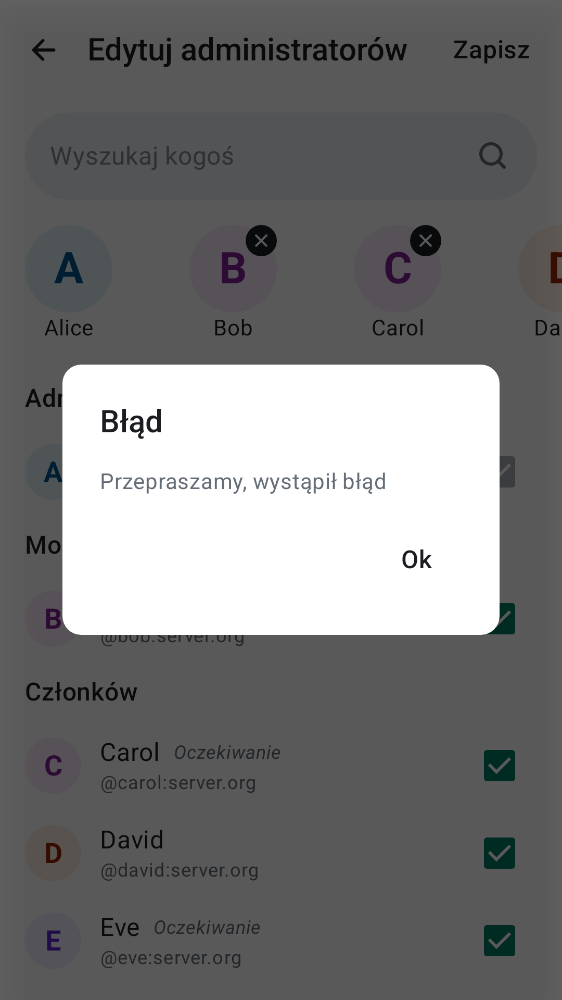 Edytuj administratorów
Zapisz
Wyszukaj kogoś
A
B
C
Alice
Bob
Carol
Da
Adr
A
Błąd
Przepraszamy, wystąpił błąd
Ok
Mo
B
@bob:server.org
Członków
C
Carol Oczekiwanie
@carol:server.org
D
David
@david:server.org
E
Eve Oczekiwanie
@eve:server.org